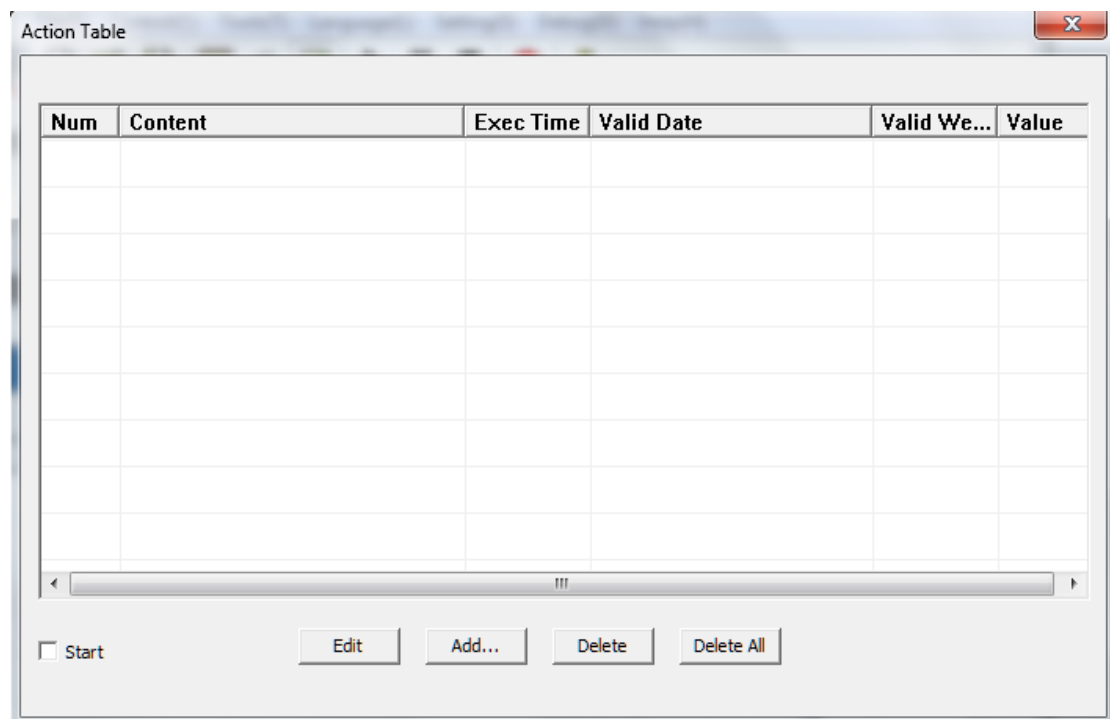 Action Table
Num Content Exec Time Valid Date Valid We... Value
Start Edit Add... Delete Delete All